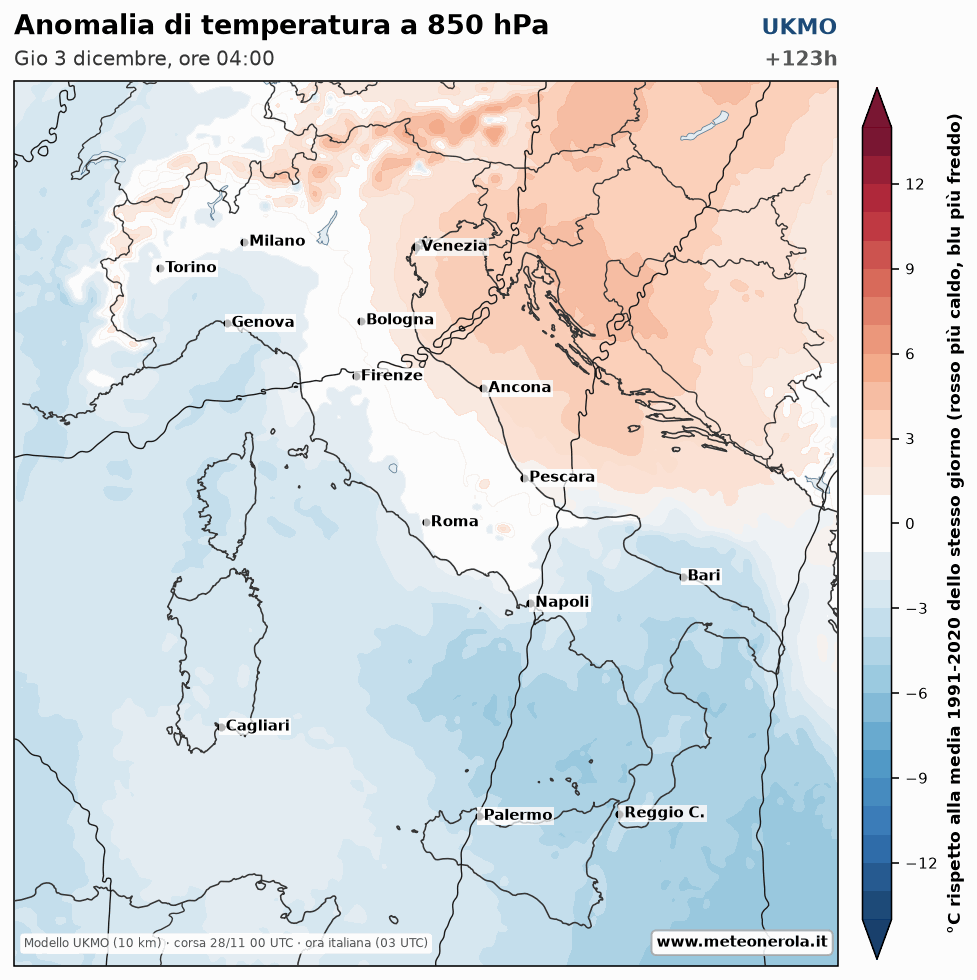 Anomalia di temperatura a 850 hPa
UKMO
Gio 3 dicembre, ore 04:00
+123h
Milano
Venezia
Torino
Genova
Bologna
Firenze
Ancona
Pescara
Roma
Bari
Napoli
Cagliari
Palermo
Reggio C.
12
9
6
3
0
−3
−6
−9
−12
°C rispetto alla media 1991-2020 dello stesso giorno (rosso più caldo, blu più freddo)
Modello UKMO (10 km) · corsa 28/11 00 UTC · ora italiana (03 UTC)
www.meteonerola.it